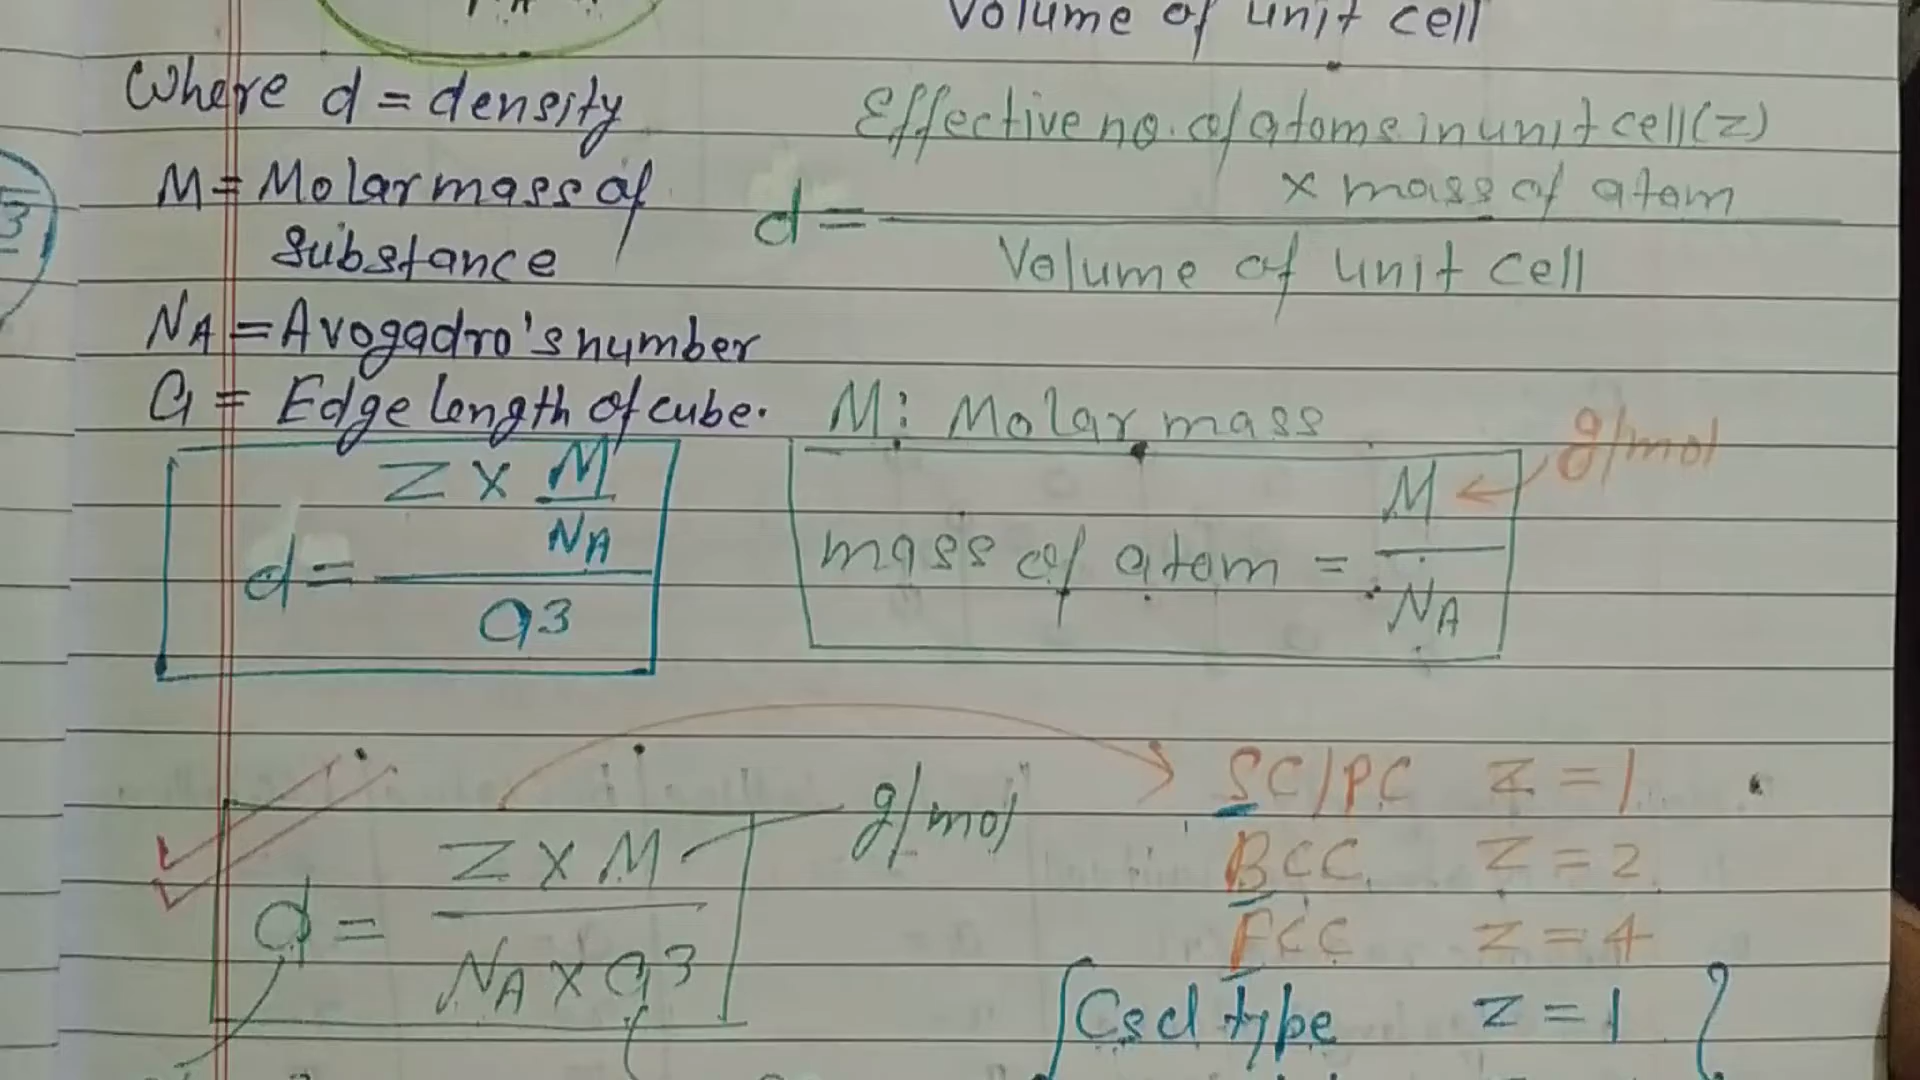 Volume of unit cell
Where d = density
M = Molar mass of
substance
NA = Avogadro's number
a = Edge length of cube.
Effective no. of atoms in unit cell (Z)
x mass of atom
d =
Volume of unit cell
M: Molar mass
Z x M
NA
d =
a3
mass of atom = M
NA
g/mol
Z x M
d =
NA x a3
g/mol
SC/PC Z = 1
BCC Z = 2
FCC Z = 4
Cscl type Z = 1
3